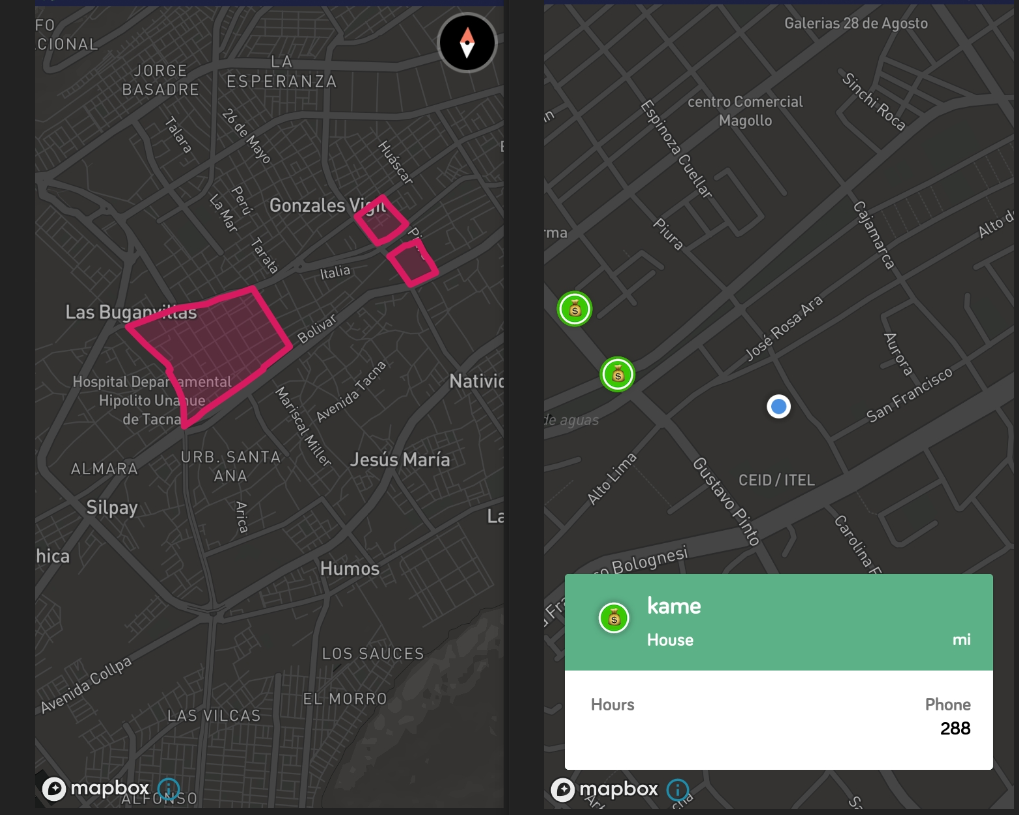 FO
CIONAL
JORGE
BASADRE
LA
ESPERANZA
Talara
26 de Mayo
Huáscar
Perú
La Mar
Gonzales Vigil
Tarata
Italia
Las Buganvillas
Bolivar
Hospital Departamental
Hipolito Unanue
de Tacna
Mariscal Miller
Avenida Tacna
Nativid
ALMARA
URB. SANTA
ANA
Jesús María
Silpay
Arica
La
hica
Humos
LOS SAUCES
Avenida Collpa
EL MORRO
LAS VILCAS
mapbox
ALFONSO
Galerias 28 de Agosto
centro Comercial
Magollo
Sinchi Roca
Espinoza Cuellar
rma
Piura
Cajamarca
Alto d
José Rosa Ara
Aurora
San Francisco
de aguas
Alto Lima
Gustavo Pinto
CEID / ITEL
Carolina F
co Bolognesi
kame
House
mi
Hours
Phone
288
mapbox